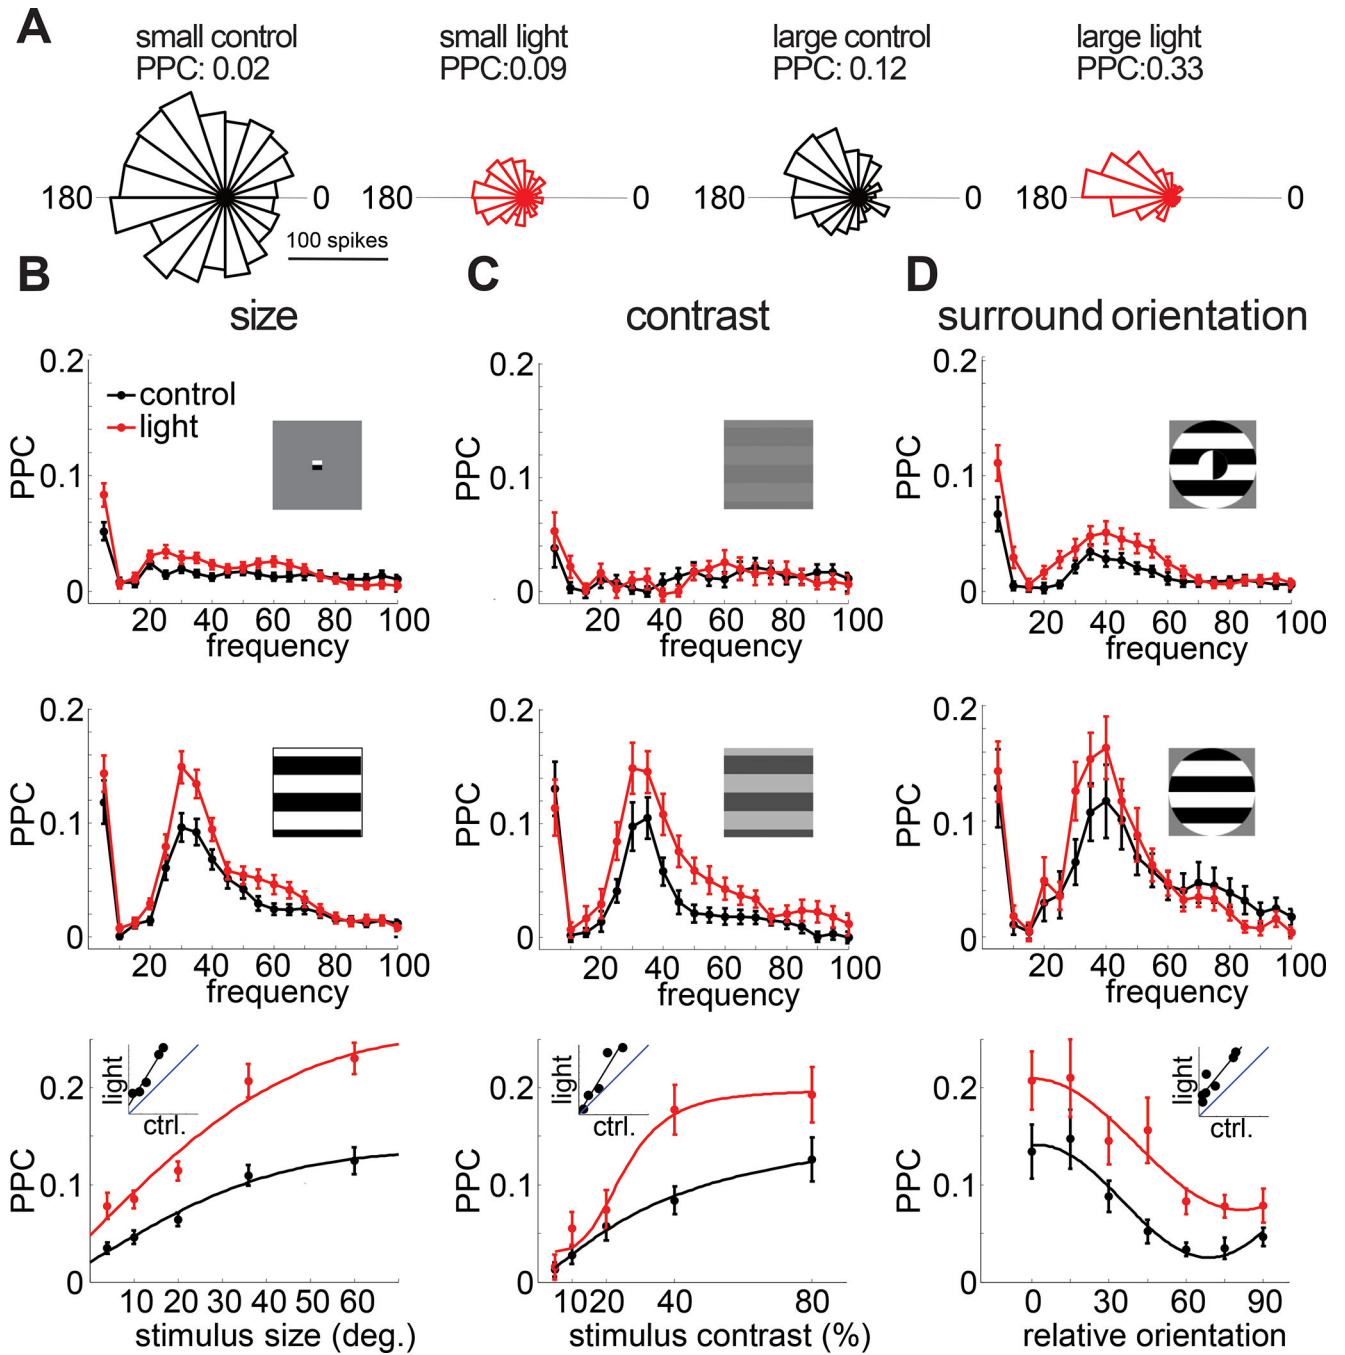 A
small control
PPC: 0.02
small light
PPC:0.09
large control
PPC: 0.12
large light
PPC:0.33
180
0
100 spikes
180
0
180
0
180
0
B
size
C
contrast
D
surround orientation
0.2
0.1
0
PPC
control
light
20 40 60 80 100
frequency
0.2
0.1
0
PPC
20 40 60 80 100
frequency
0.2
0.1
0
PPC
20 40 60 80 100
frequency
0.2
0.1
0
PPC
20 40 60 80 100
frequency
0.2
0.1
0
PPC
20 40 60 80 100
frequency
0.2
0.1
0
PPC
20 40 60 80 100
frequency
0.2
0.1
0
PPC
light
ctrl.
10 20 30 40 50 60
stimulus size (deg.)
0.2
0.1
0
PPC
light
ctrl.
10 20 40 80
stimulus contrast (%)
0.2
0.1
0
PPC
light
ctrl.
0 30 60 90
relative orientation